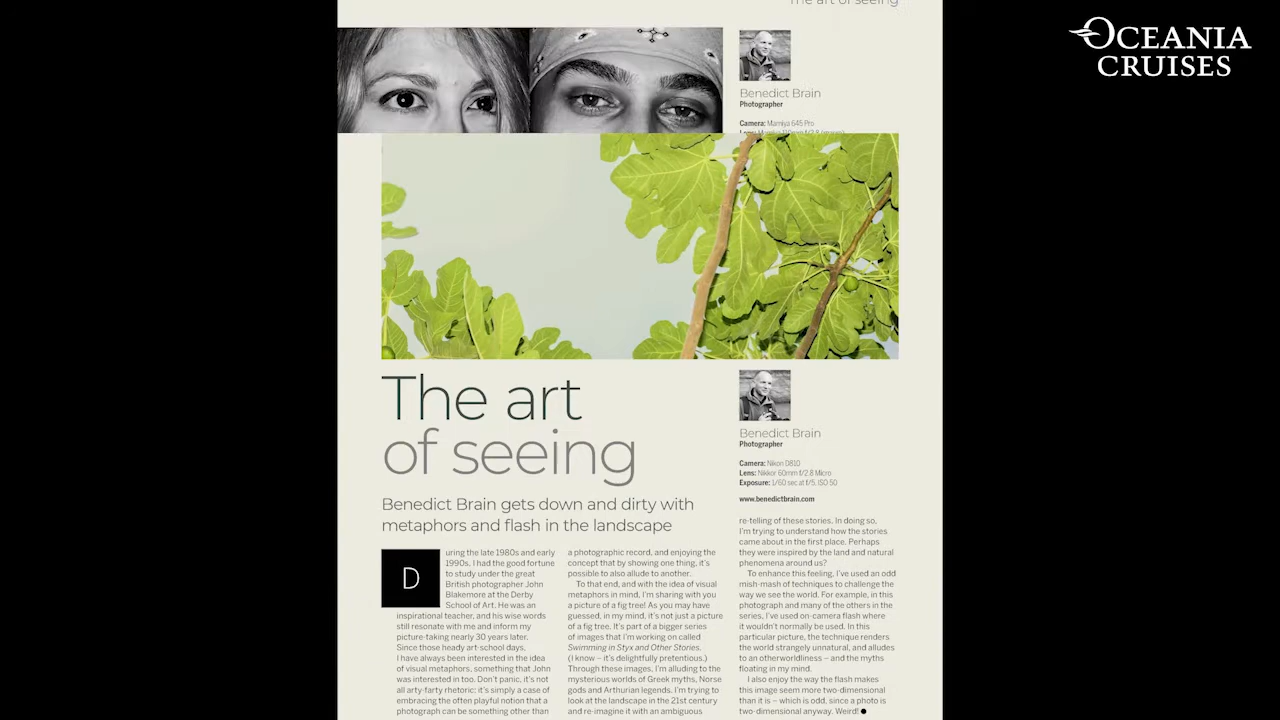 The art of seeing
OCEANIA
CRUISES
Benedict Brain
Photographer
Camera: Mamiya 645 Pro
The art
of seeing
Benedict Brain gets down and dirty with
metaphors and flash in the landscape
Benedict Brain
Photographer
Camera: Nikon D810
Lens: Nikkor 60mm f/2.8 Micro
Exposure: 1/60 sec at f/5, ISO 50
www.benedictbrain.com
D
uring the late 1980s and early
1990s, I had the good fortune
to study under the great
British photographer John
Blakemore at the Derby
School of Art. He was an
inspirational teacher, and his wise words
still resonate with me and inform my
picture-taking nearly 30 years later.
Since those heady art-school days,
I have always been interested in the idea
of visual metaphors, something that John
was interested in too. Don't panic, it's not
all arty-farty rhetoric; it's simply a case of
embracing the often playful notion that a
photograph can be something other than
a photographic record, and enjoying the
concept that by showing one thing, it's
possible to also allude to another.
To that end, and with the idea of visual
metaphors in mind, I'm sharing with you
a picture of a fig tree! As you may have
guessed, in my mind, it's not just a picture
of a fig tree. It's part of a bigger series
of images that I'm working on called
Swimming in Styx and Other Stories.
(I know – it's delightfully pretentious.)
Through these images, I'm alluding to the
mysterious worlds of Greek myths, Norse
gods and Arthurian legends. I'm trying to
look at the landscape in the 21st century
and re-imagine it with an ambiguous
re-telling of these stories. In doing so,
I'm trying to understand how the stories
came about in the first place. Perhaps
they were inspired by the land and natural
phenomena around us?
To enhance this feeling, I've used an odd
mish-mash of techniques to challenge the
way we see the world. For example, in this
photograph and many of the others in the
series, I've used on-camera flash where
it wouldn't normally be used. In this
particular picture, the technique renders
the world strangely unnatural, and alludes
to an otherworldliness – and the myths
floating in my mind.
I also enjoy the way the flash makes
this image seem more two-dimensional
than it is – which is odd, since a photo is
two-dimensional anyway. Weird!